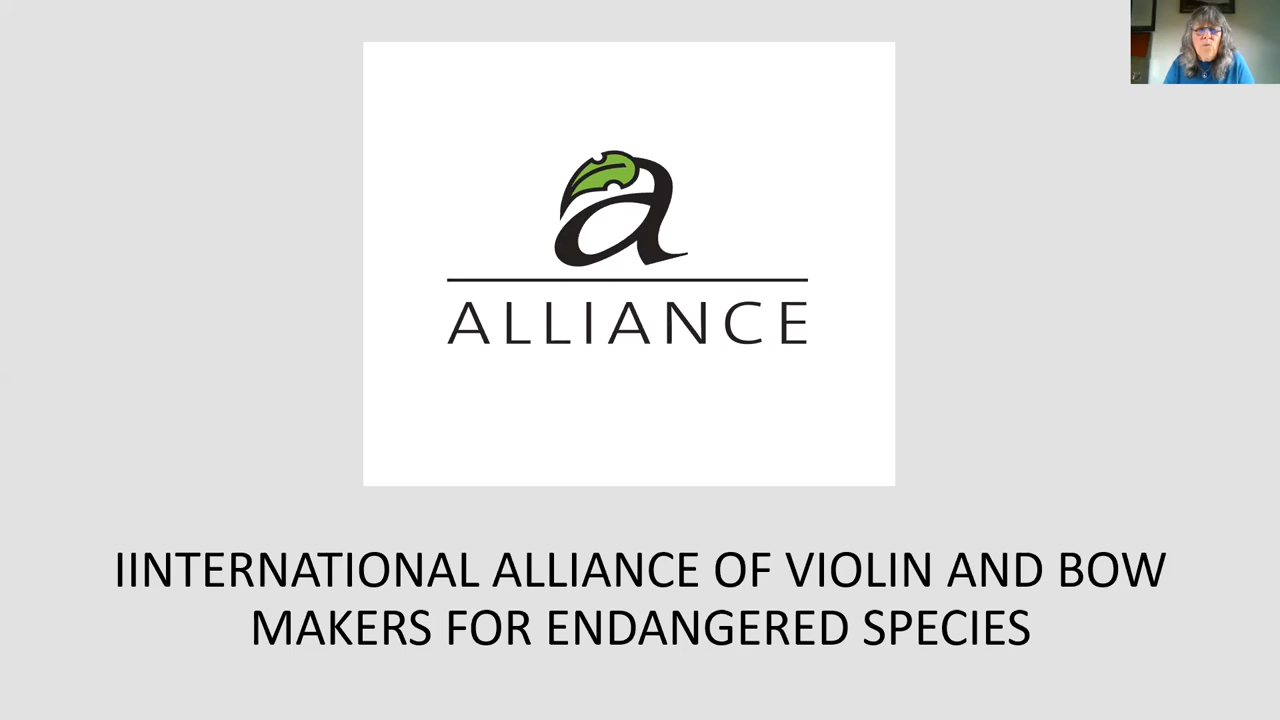 a
ALLIANCE
IINTERNATIONAL ALLIANCE OF VIOLIN AND BOW
MAKERS FOR ENDANGERED SPECIES